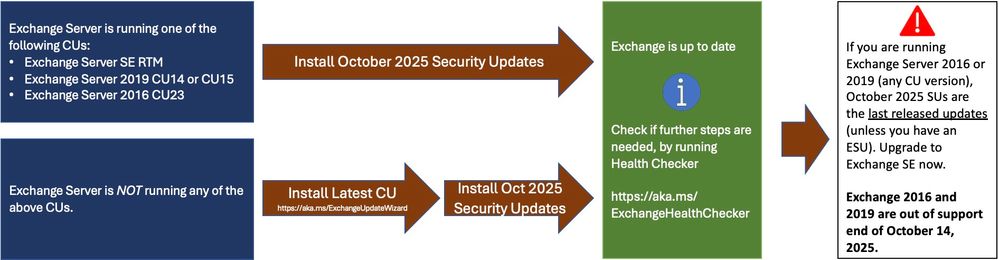 Exchange Server is running one of the
following CUs:
• Exchange Server SE RTM
• Exchange Server 2019 CU14 or CU15
• Exchange Server 2016 CU23
Install October 2025 Security Updates
Exchange Server is NOT running any of the
above CUs.
Install Latest CU
https://aka.ms/ExchangeUpdateWizard
Install Oct 2025
Security Updates
Exchange is up to date
i
Check if further steps are
needed, by running
Health Checker
https://aka.ms/
ExchangeHealthChecker
!
If you are running
Exchange Server 2016 or
2019 (any CU version),
October 2025 SUs are
the last released updates
(unless you have an
ESU). Upgrade to
Exchange SE now.
Exchange 2016 and
2019 are out of support
end of October 14,
2025.